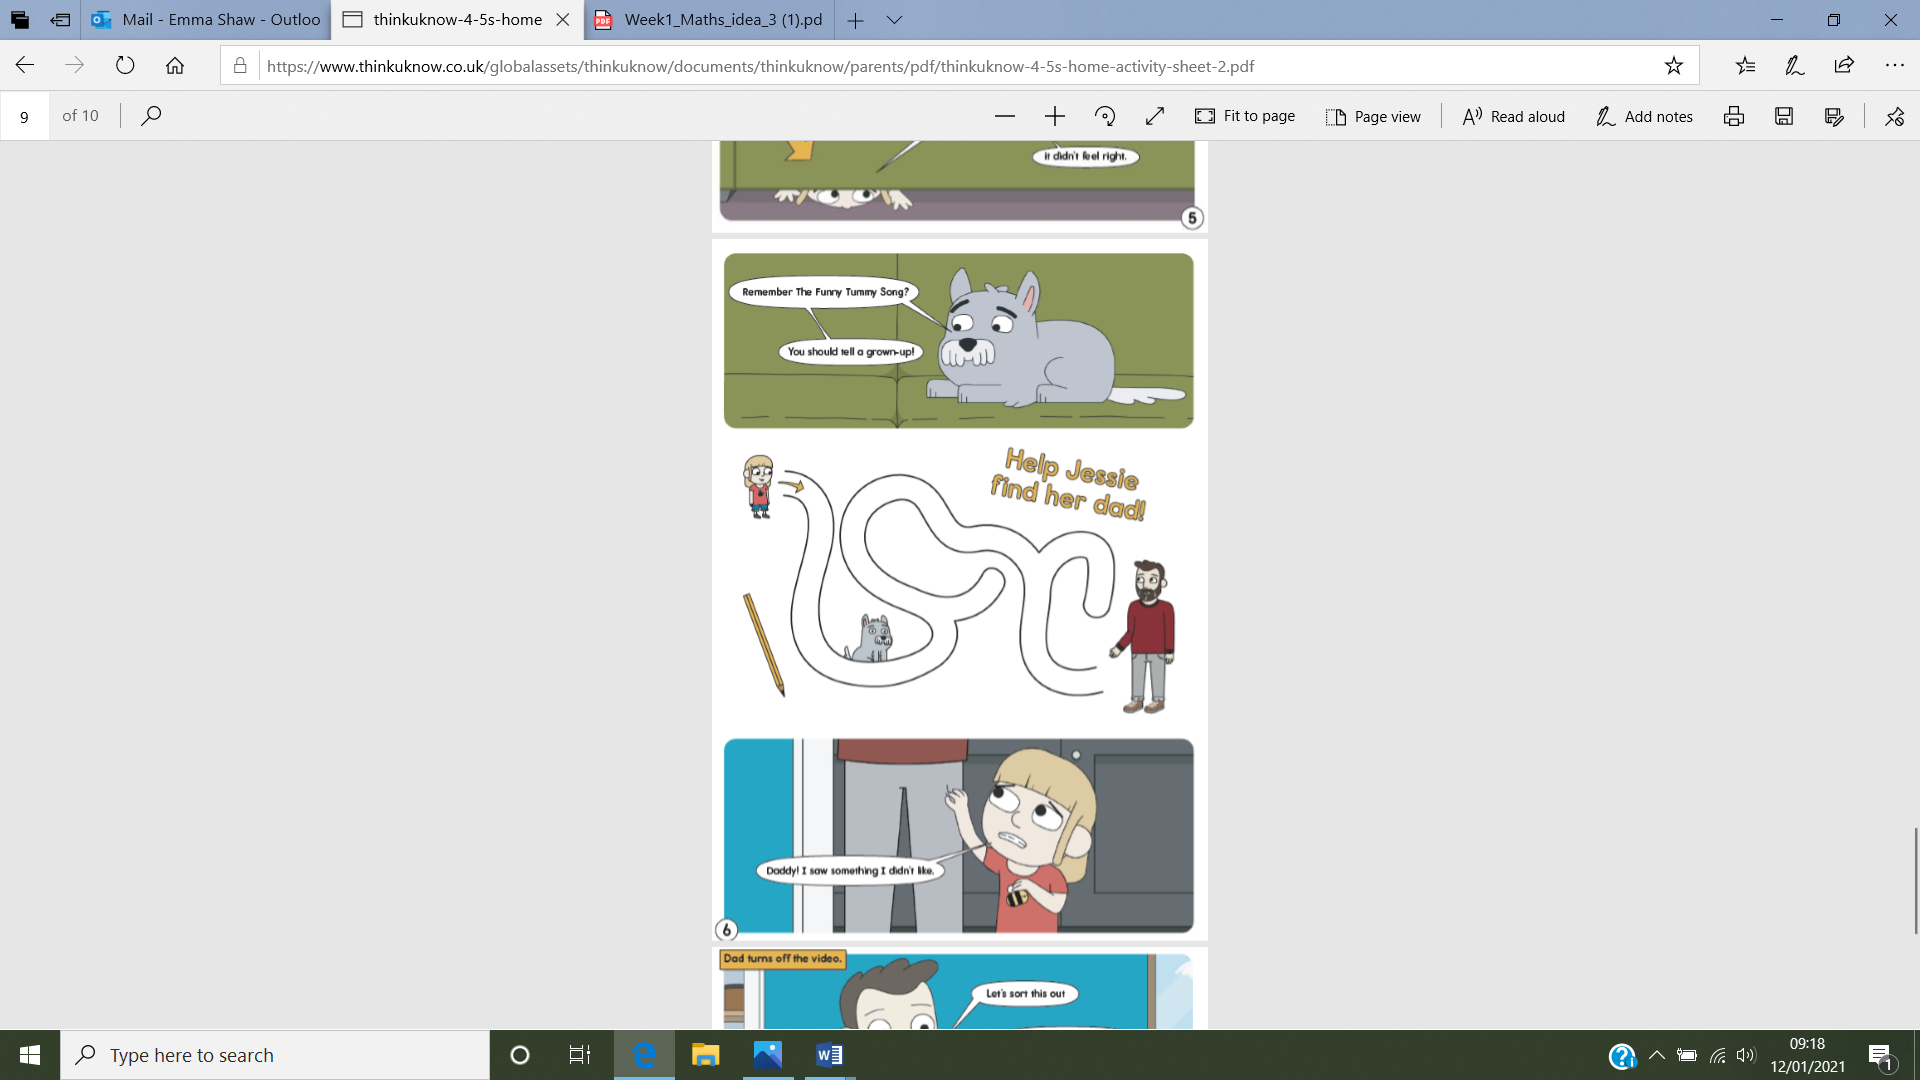 Mail - Emma Shaw - Outloo
thinkuknow-4-5s-home
Week1_Maths_idea_3 (1).pd
https://www.thinkuknow.co.uk/globalassets/thinkuknow/documents/thinkuknow/parents/pdf/thinkuknow-4-5s-home-activity-sheet-2.pdf
9 of 10
Fit to page
Page view
Read aloud
Add notes
it didn't feel right.
5
Remember The Funny Tummy Song?
You should tell a grown-up!
Help Jessie
find her dad!
Daddy! I saw something I didn't like.
6
Dad turns off the video.
Let's sort this out
Type here to search
09:18
12/01/2021
1